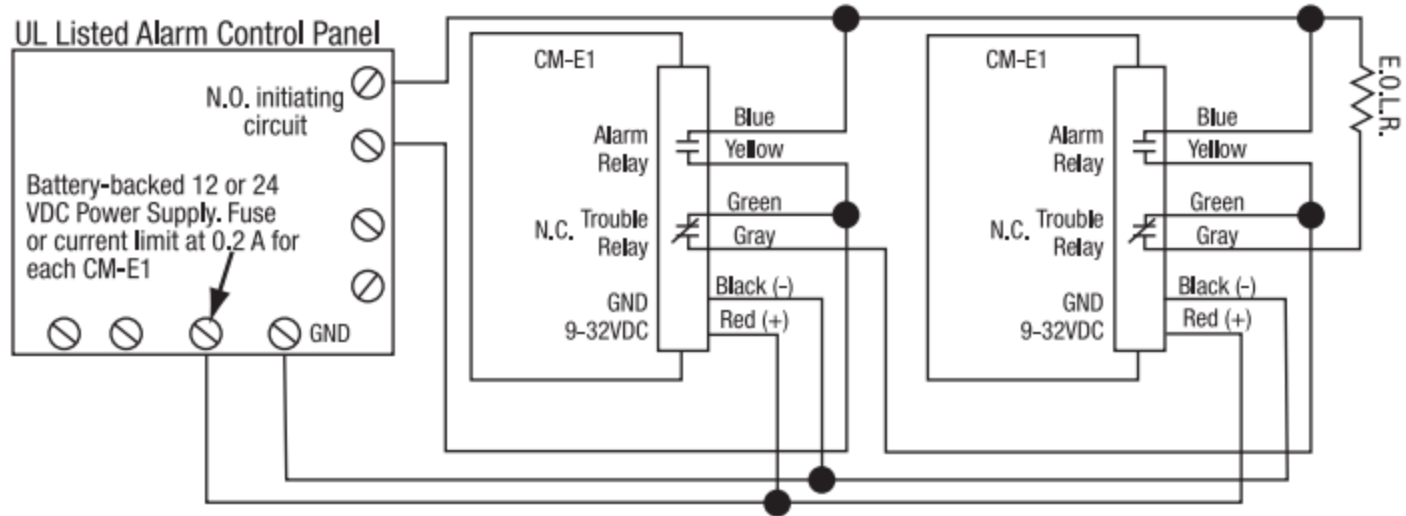 UL Listed Alarm Control Panel
N.O. initiating
circuit
Battery-backed 12 or 24
VDC Power Supply. Fuse
or current limit at 0.2 A for
each CM-E1
GND
CM-E1
Alarm
Relay
N.C. Trouble
Relay
GND
9-32VDC
Blue
Yellow
Green
Gray
Black (-)
Red (+)
CM-E1
Alarm
Relay
N.C. Trouble
Relay
GND
9-32VDC
Blue
Yellow
Green
Gray
Black (-)
Red (+)
E.O.L.R.